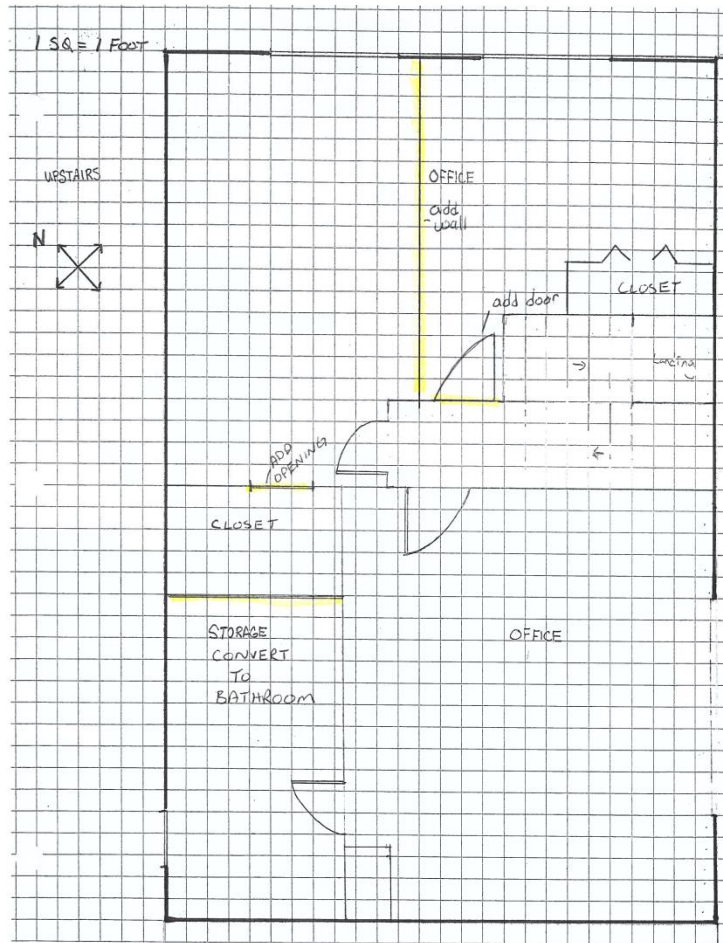 1 SQ = 1 FOOT
UPSTAIRS
N
OFFICE
add
wall
CLOSET
add door
Landing
ADD
OPENING
CLOSET
STORAGE
CONVERT
TO
BATHROOM
OFFICE